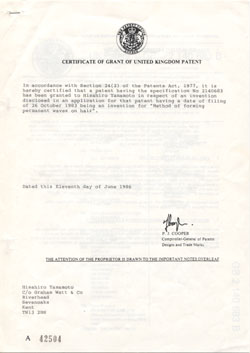 CERTIFICATE OF GRANT OF UNITED KINGDOM PATENT
In accordance with Section 24(2) of the Patents Act, 1977, it is
hereby certified that a patent having the specification No 2148683
has been granted to Hisahiro Yamamoto in respect of an invention
disclosed in an application for that patent having a date of filing
of 26 October 1983 being an invention for "Method of forming
permanent waves on hair".
Dated this Eleventh day of June 1986
P. J. COOPER
Comptroller-General of Patents
Designs and Trade Marks.
THE ATTENTION OF THE PROPRIETOR IS DRAWN TO THE IMPORTANT NOTES OVERLEAF
Hisahiro Yamamoto
C/o Graham Watt & Co
Riverhead
Sevenoaks
Kent
TN13 2BN
A 42504